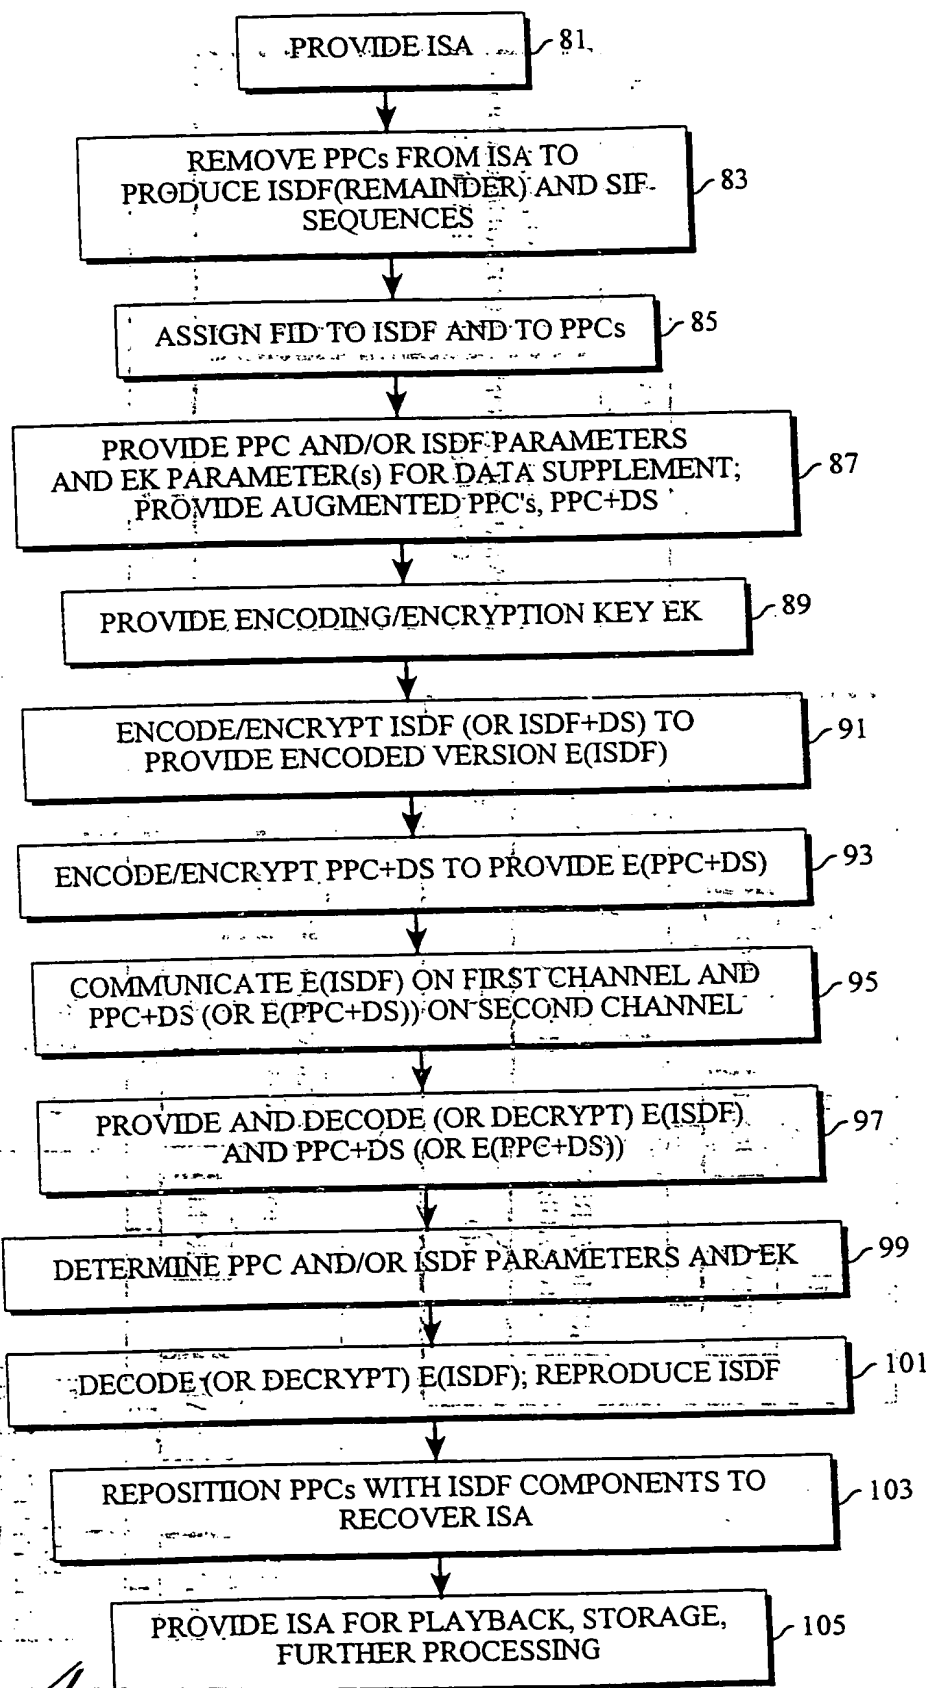 PROVIDE ISA
81
REMOVE PPCs FROM ISA TO
PRODUCE ISDF(REMAINDER) AND SIF
SEQUENCES
83
ASSIGN FID TO ISDF AND TO PPCs
85
PROVIDE PPC AND/OR ISDF PARAMETERS
AND EK PARAMETER(s) FOR DATA SUPPLEMENT;
PROVIDE AUGMENTED PPC's, PPC+DS
87
PROVIDE ENCODING/ENCRYPTION KEY EK
89
ENCODE/ENCRYPT ISDF (OR ISDF+DS) TO
PROVIDE ENCODED VERSION E(ISDF)
91
ENCODE/ENCRYPT PPC+DS TO PROVIDE E(PPC+DS)
93
COMMUNICATE E(ISDF) ON FIRST CHANNEL AND
PPC+DS (OR E(PPC+DS)) ON SECOND CHANNEL
95
PROVIDE AND DECODE (OR DECRYPT) E(ISDF)
AND PPC+DS (OR E(PPC+DS))
97
DETERMINE PPC AND/OR ISDF PARAMETERS AND EK
99
DECODE (OR DECRYPT) E(ISDF); REPRODUCE ISDF
101
REPOSITION PPCs WITH ISDF COMPONENTS TO
RECOVER ISA
103
PROVIDE ISA FOR PLAYBACK, STORAGE,
FURTHER PROCESSING
105